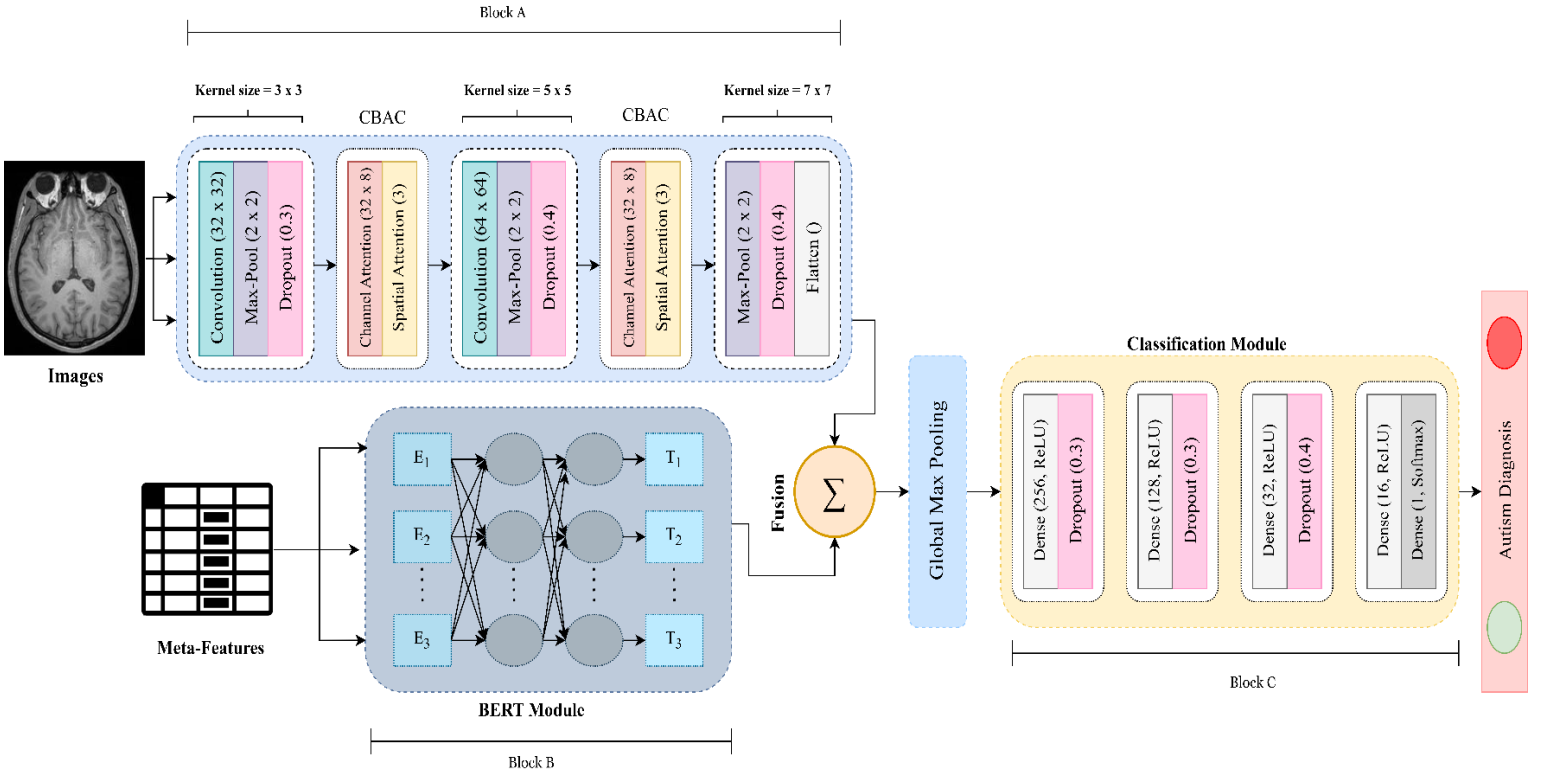 Block A
Kernel size = 3 x 3
CBAC
Kernel size = 5 x 5
CBAC
Kernel size = 7 x 7
Convolution (32 x 32)
Max-Pool (2 x 2)
Dropout (0.3)
Channel Attention (32 x 8)
Spatial Attention (3)
Convolution (64 x 64)
Max-Pool (2 x 2)
Dropout (0.4)
Channel Attention (32 x 8)
Spatial Attention (3)
Max-Pool (2 x 2)
Dropout (0.4)
Flatten ()
Images
E1
E2
E3
T1
T2
T3
Meta-Features
BERT Module
Block B
Fusion
Σ
Global Max Pooling
Classification Module
Dense (256, ReLU)
Dropout (0.3)
Dense (128, ReLU)
Dropout (0.3)
Dense (32, ReLU)
Dropout (0.4)
Dense (16, ReLU)
Dense (1, Softmax)
Block C
Autism Diagnosis